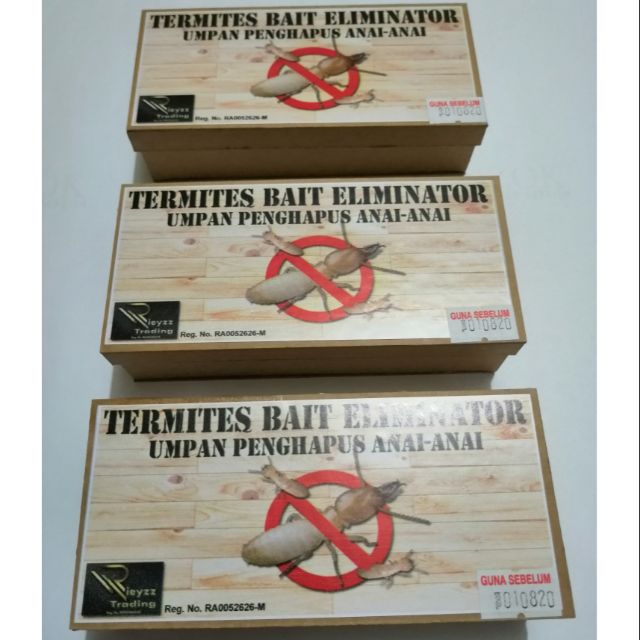 TERMITES BAIT ELIMINATOR
UMPAN PENGHAPUS ANAI-ANAI
Rieyzz
Trading
Reg. No. RA0052626-M
GUNA SEBELUM
010820
TERMITES BAIT ELIMINATOR
UMPAN PENGHAPUS ANAI-ANAI
Rieyzz
Trading
Reg. No. RA0052626-M
GUNA SEBELUM
010820
TERMITES BAIT ELIMINATOR
UMPAN PENGHAPUS ANAI-ANAI
Rieyzz
Trading
Reg. No. RA0052626-M
GUNA SEBELUM
010820